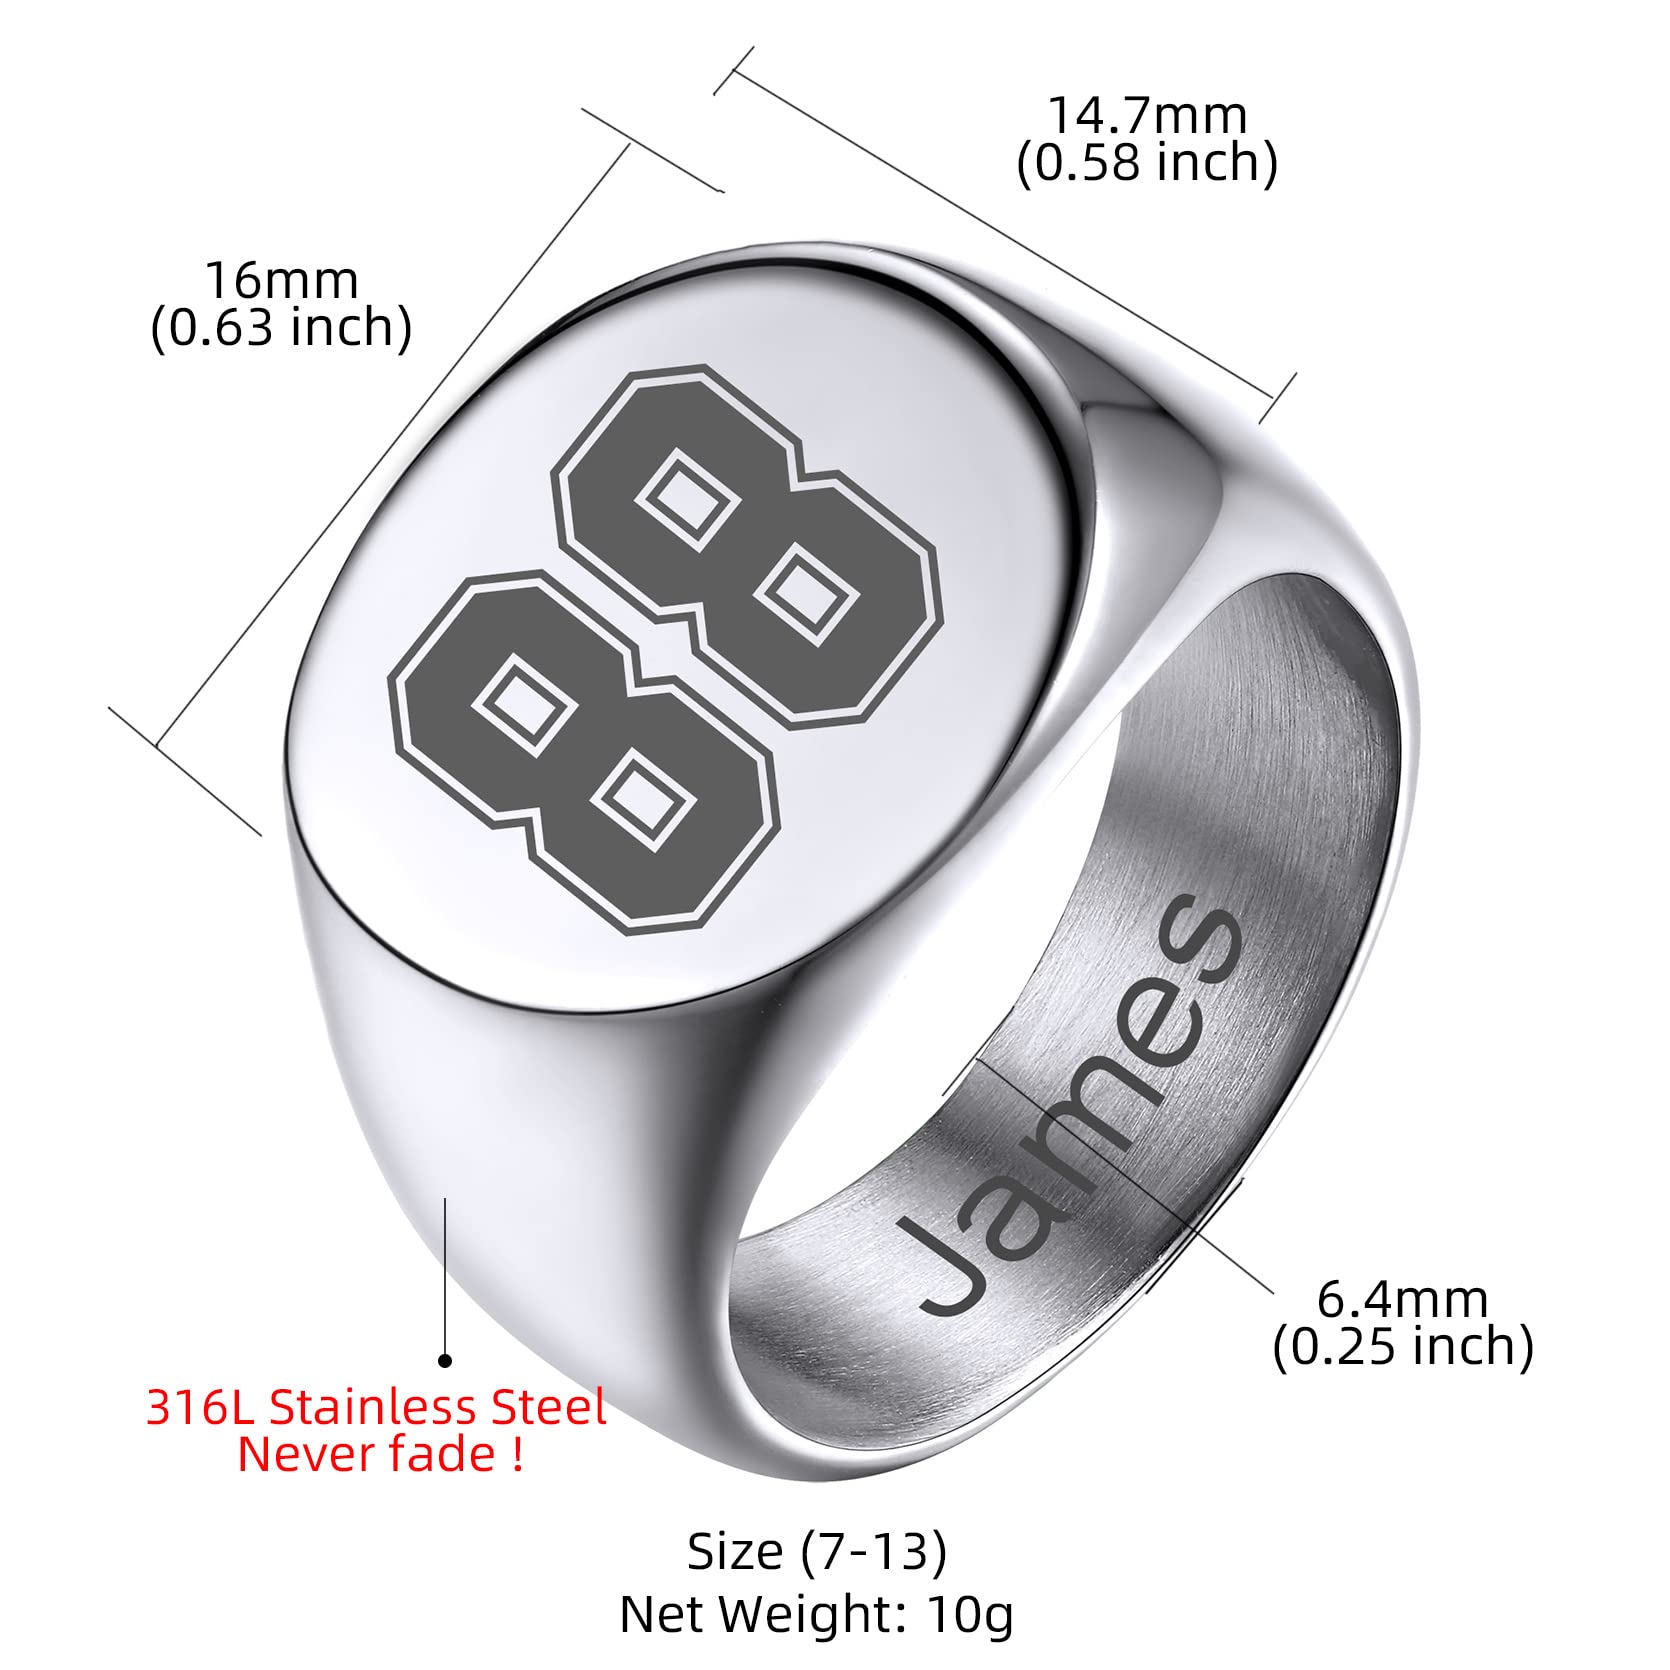 14.7mm
(0.58 inch)
16mm
(0.63 inch)
88
James
6.4mm
(0.25 inch)
316L Stainless Steel
Never fade !
Size (7-13)
Net Weight: 10g